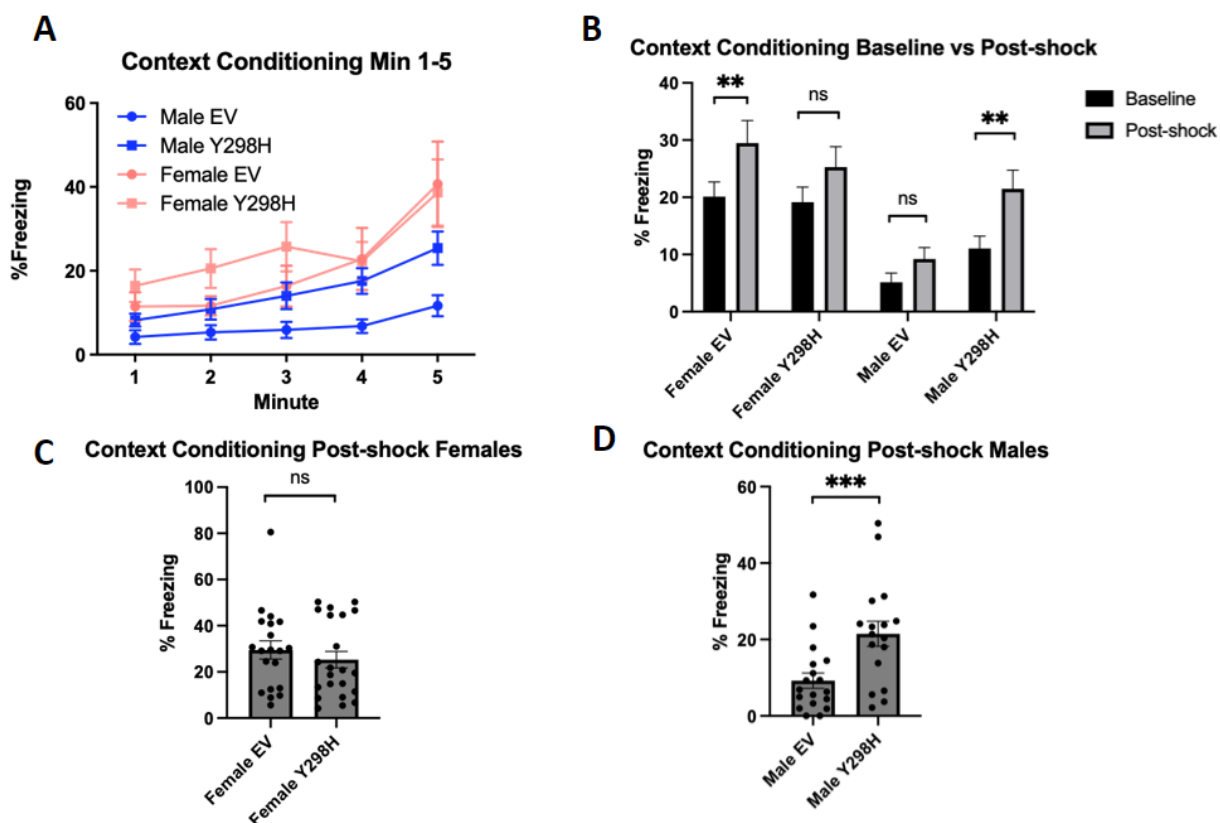 A
Context Conditioning Min 1-5
60
40
20
0
%Freezing
Male EV
Male Y298H
Female EV
Female Y298H
1 2 3 4 5
Minute
B
Context Conditioning Baseline vs Post-shock
40
30
20
10
0
% Freezing
** ns ns **
Baseline
Post-shock
Female EV
Female Y298H
Male EV
Male Y298H
C
Context Conditioning Post-shock Females
100
80
60
40
20
0
% Freezing
ns
Female EV
Female Y298H
D
Context Conditioning Post-shock Males
60
40
20
0
% Freezing
***
Male EV
Male Y298H